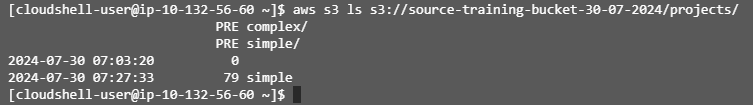 [cloudshell-user@ip-10-132-56-60 ~]$ aws s3 ls s3://source-training-bucket-30-07-2024/projects/
PRE complex/
PRE simple/
2024-07-30 07:03:20 0
2024-07-30 07:27:33 79 simple
[cloudshell-user@ip-10-132-56-60 ~]$